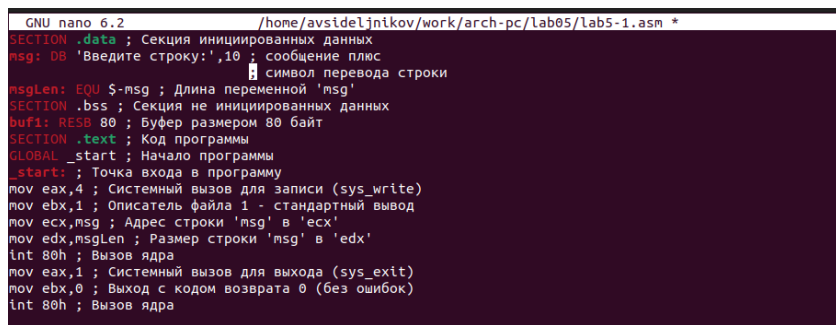 GNU nano 6.2 /home/avsideljnikov/work/arch-pc/lab05/lab5-1.asm *
SECTION .data ; Секция инициированных данных
msg: DB 'Введите строку:',10 ; сообщение плюс
; символ перевода строки
msgLen: EQU $-msg ; Длина переменной 'msg'
SECTION .bss ; Секция не инициированных данных
buf1: RESB 80 ; Буфер размером 80 байт
SECTION .text ; Код программы
GLOBAL _start ; Начало программы
_start: ; Точка входа в программу
mov eax,4 ; Системный вызов для записи (sys_write)
mov ebx,1 ; Описатель файла 1 - стандартный вывод
mov ecx,msg ; Адрес строки 'msg' в 'ecx'
mov edx,msgLen ; Размер строки 'msg' в 'edx'
int 80h ; Вызов ядра
mov eax,1 ; Системный вызов для выхода (sys_exit)
mov ebx,0 ; Выход с кодом возврата 0 (без ошибок)
int 80h ; Вызов ядра